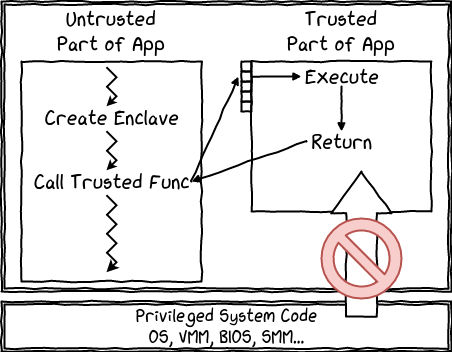 Untrusted
Part of App
Trusted
Part of App
Execute
Create Enclave
Return
Call Trusted Func
Privileged System Code
OS, VMM, BIOS, SMM...